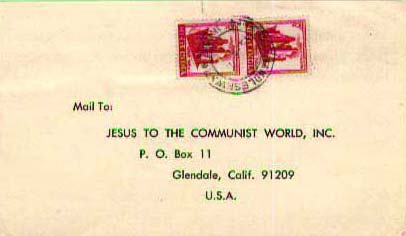 Mail To:
JESUS TO THE COMMUNIST WORLD, INC.
P. O. Box 11
Glendale, Calif. 91209
U.S.A.